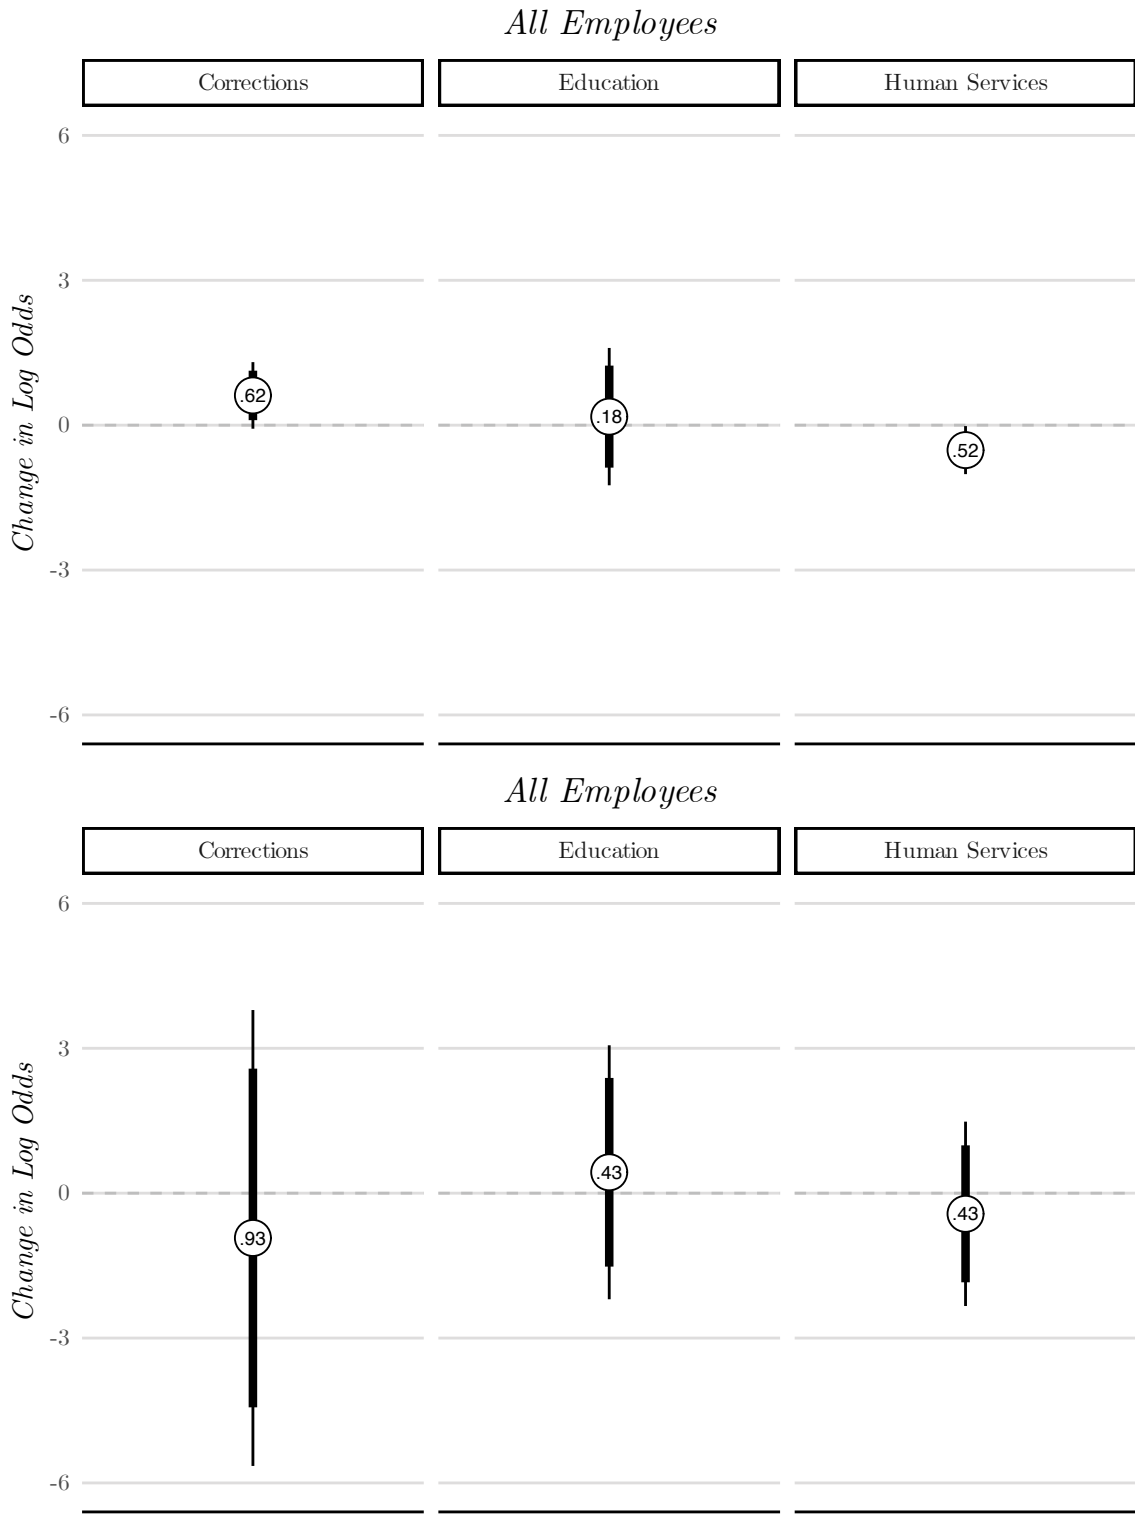 All Employees
Corrections Education Human Services
6
3
0
-3
-6
Change in Log Odds
.62 .18 .52
All Employees
Corrections Education Human Services
6
3
0
-3
-6
Change in Log Odds
.93 .43 .43